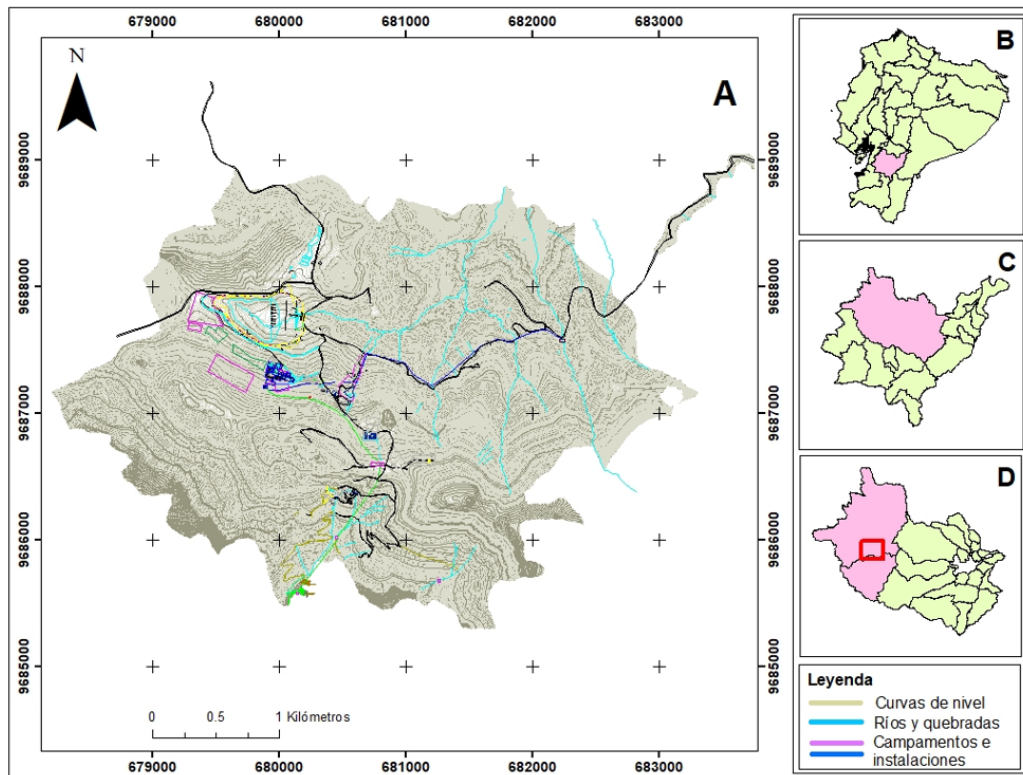 679000 680000 681000 682000 683000
N
A
9689000 9689000
9688000 9688000
9687000 9687000
9686000 9686000
9685000 9685000
0 0.5 1 Kilómetros
679000 680000 681000 682000 683000
B
C
D
Leyenda
Curvas de nivel
Ríos y quebradas
Campamentos e
instalaciones